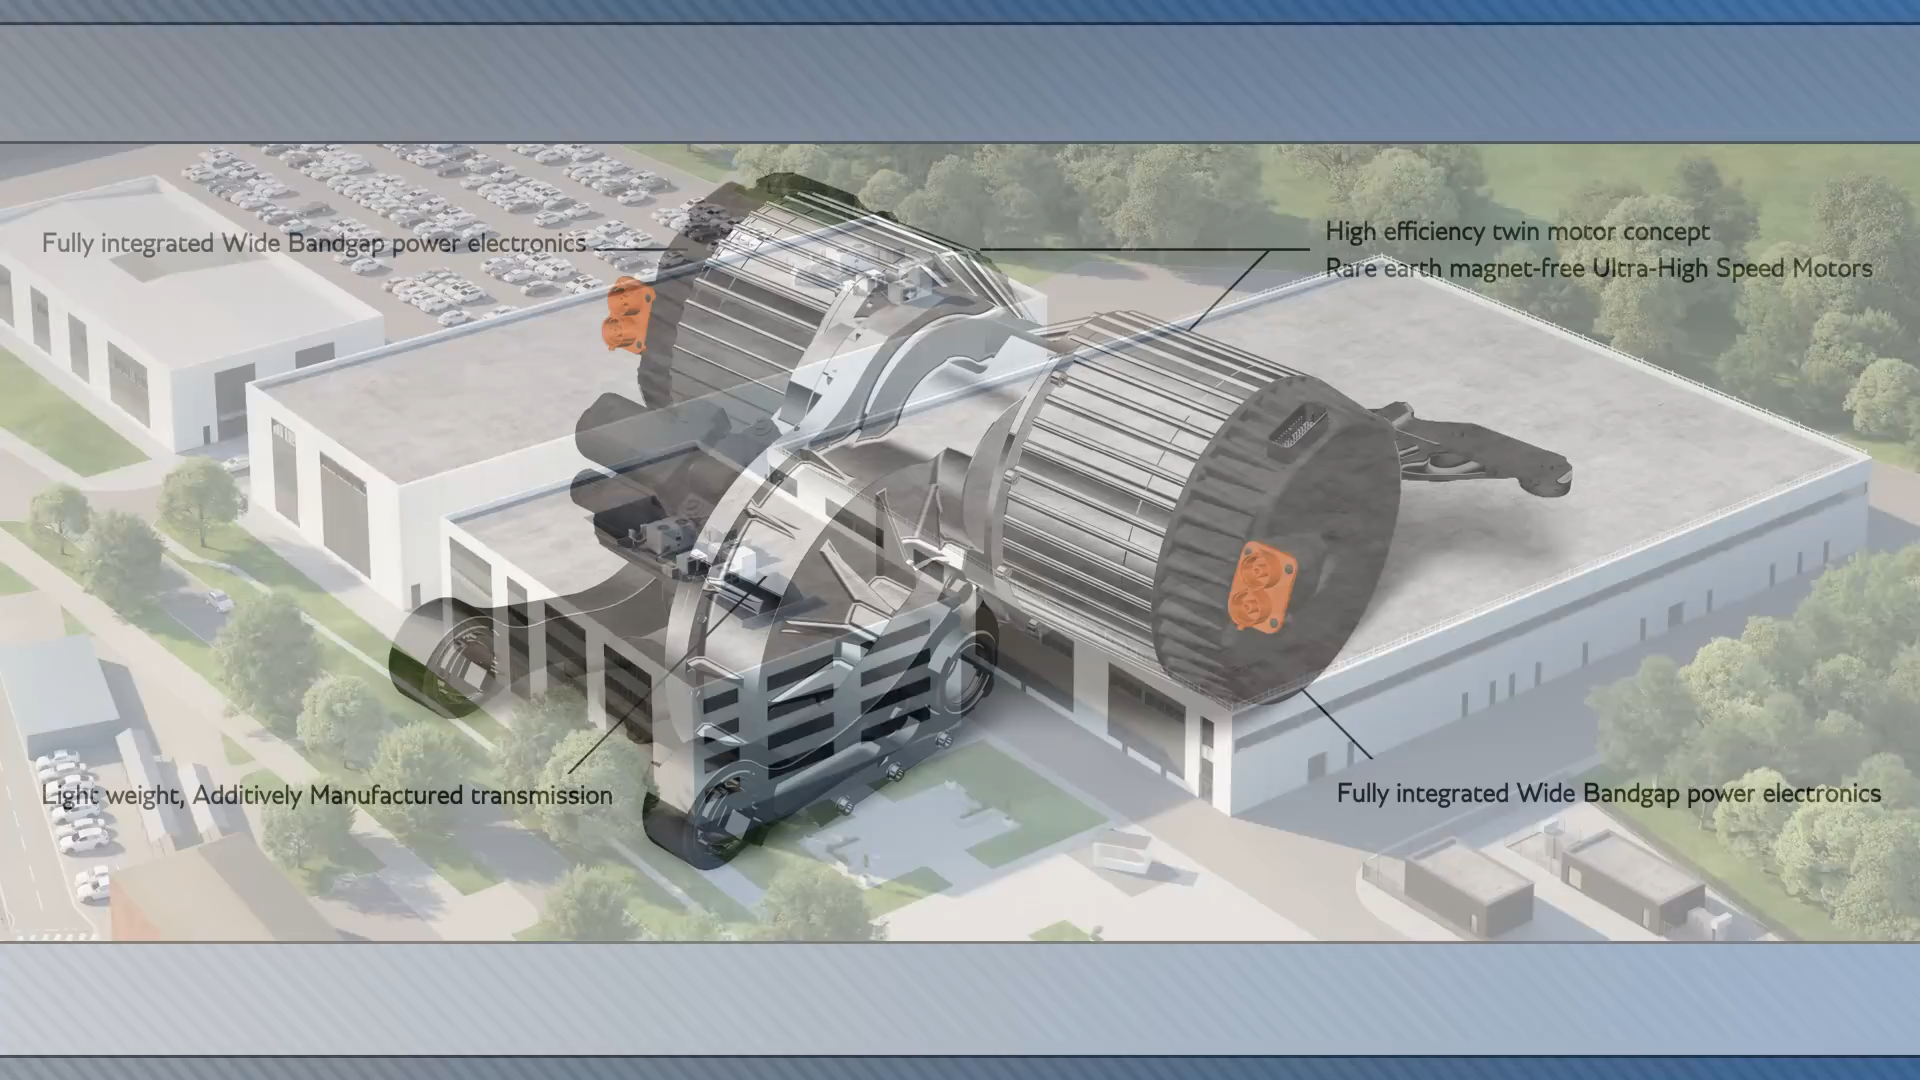 Fully integrated Wide Bandgap power electronics
High efficiency twin motor concept
Rare earth magnet-free Ultra-High Speed Motors
Light weight, Additively Manufactured transmission
Fully integrated Wide Bandgap power electronics